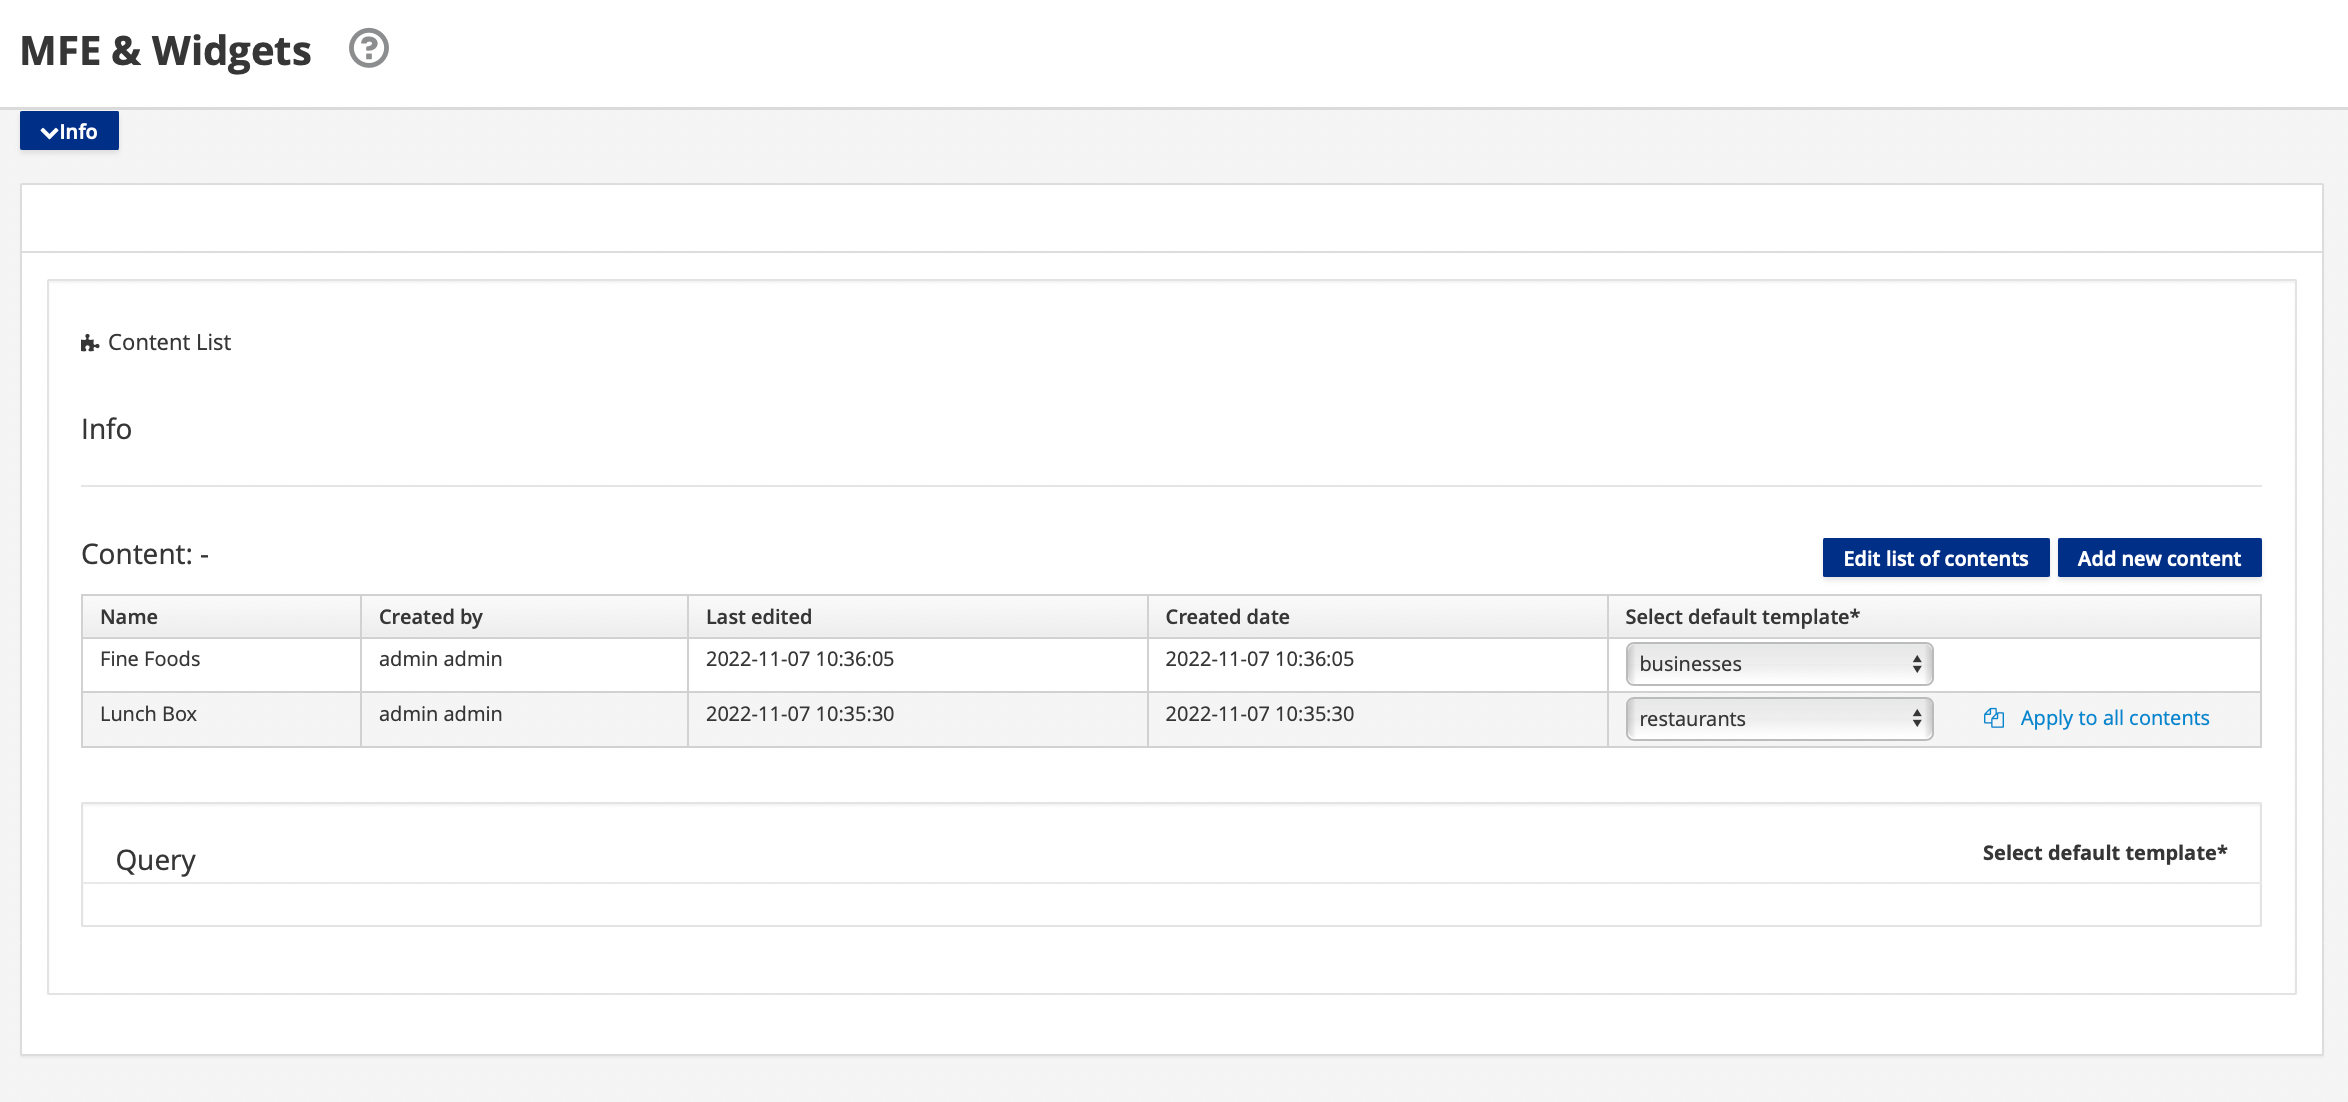 MFE & Widgets ?
Info
Content List
Info
Content: -
Edit list of contents
Add new content
Name Created by Last edited Created date Select default template*
Fine Foods admin admin 2022-11-07 10:36:05 2022-11-07 10:36:05 businesses
Lunch Box admin admin 2022-11-07 10:35:30 2022-11-07 10:35:30 restaurants Apply to all contents
Query
Select default template*